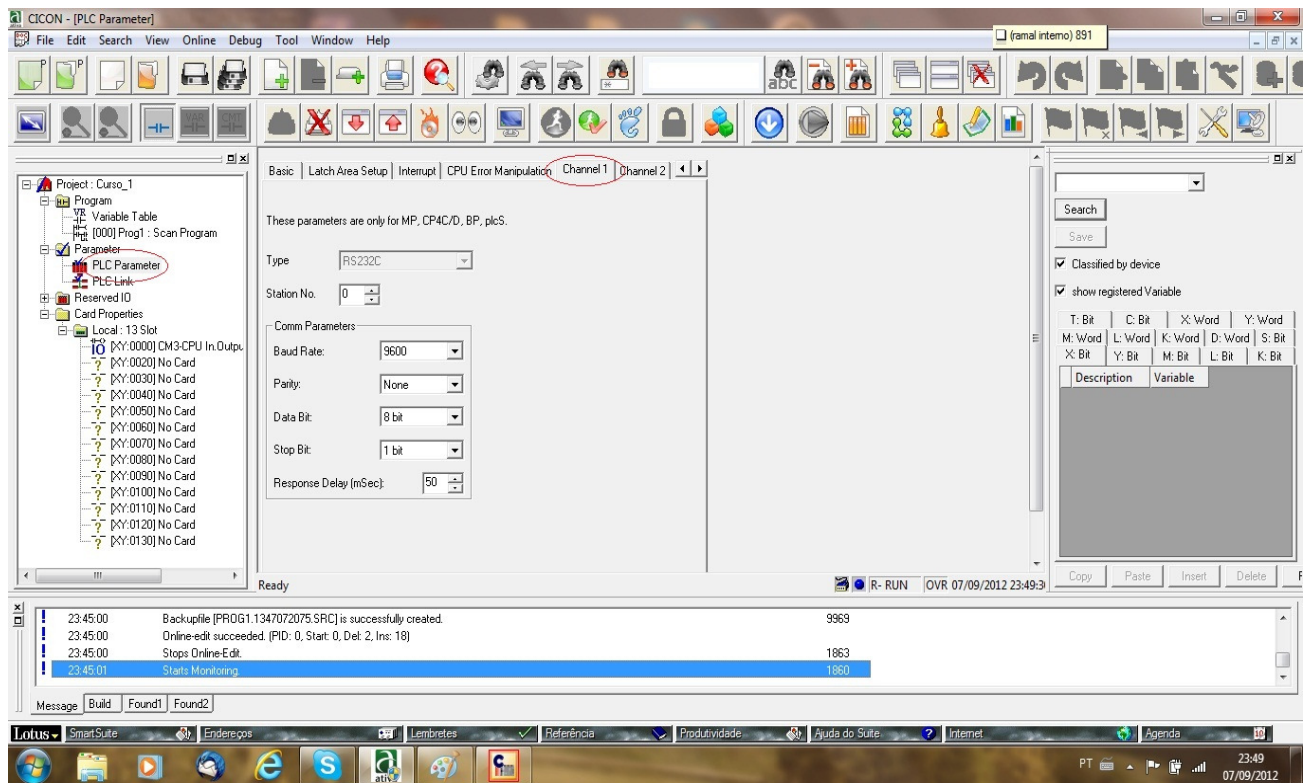 CICON - [PLC Parameter]
(ramal interno) 891
File Edit Search View Online Debug Tool Window Help
Project : Curso_1
Program
Variable Table
[000] Prog1 : Scan Program
Parameter
PLC Parameter
PLC Link
Reserved IO
Card Properties
Local : 13 Slot
[XY:0000] CM3-CPU In.Outpu
[XY:0020] No Card
[XY:0030] No Card
[XY:0040] No Card
[XY:0050] No Card
[XY:0060] No Card
[XY:0070] No Card
[XY:0080] No Card
[XY:0090] No Card
[XY:0100] No Card
[XY:0110] No Card
[XY:0120] No Card
[XY:0130] No Card
Basic Latch Area Setup Interrupt CPU Error Manipulation Channel 1 Channel 2
These parameters are only for MP, CP4C/D, BP, plcS.
Type RS232C
Station No. 0
Comm Parameters
Baud Rate: 9600
Parity: None
Data Bit: 8 bit
Stop Bit: 1 bit
Response Delay (mSec): 50
Search
Save
Classified by device
show registered Variable
T: Bit C: Bit X: Word Y: Word
M: Word L: Word K: Word D: Word S: Bit
X: Bit Y: Bit M: Bit L: Bit K: Bit
Description Variable
Copy Paste Insert Delete
Ready R- RUN OVR 07/09/2012 23:49:3
23:45:00 Backupfile [PROG1.1347072075.SRC] is successfully created. 9969
23:45:00 Online-edit succeeded. (PID: 0, Start: 0, Del: 2, Ins: 18)
23:45:00 Stops Online-Edit. 1863
23:45:01 Starts Monitoring. 1860
Message Build Found1 Found2
Lotus SmartSuite Endereços Lembretes Referência Produtividade Ajuda do Suite Internet Agenda
PT 23:49
07/09/2012